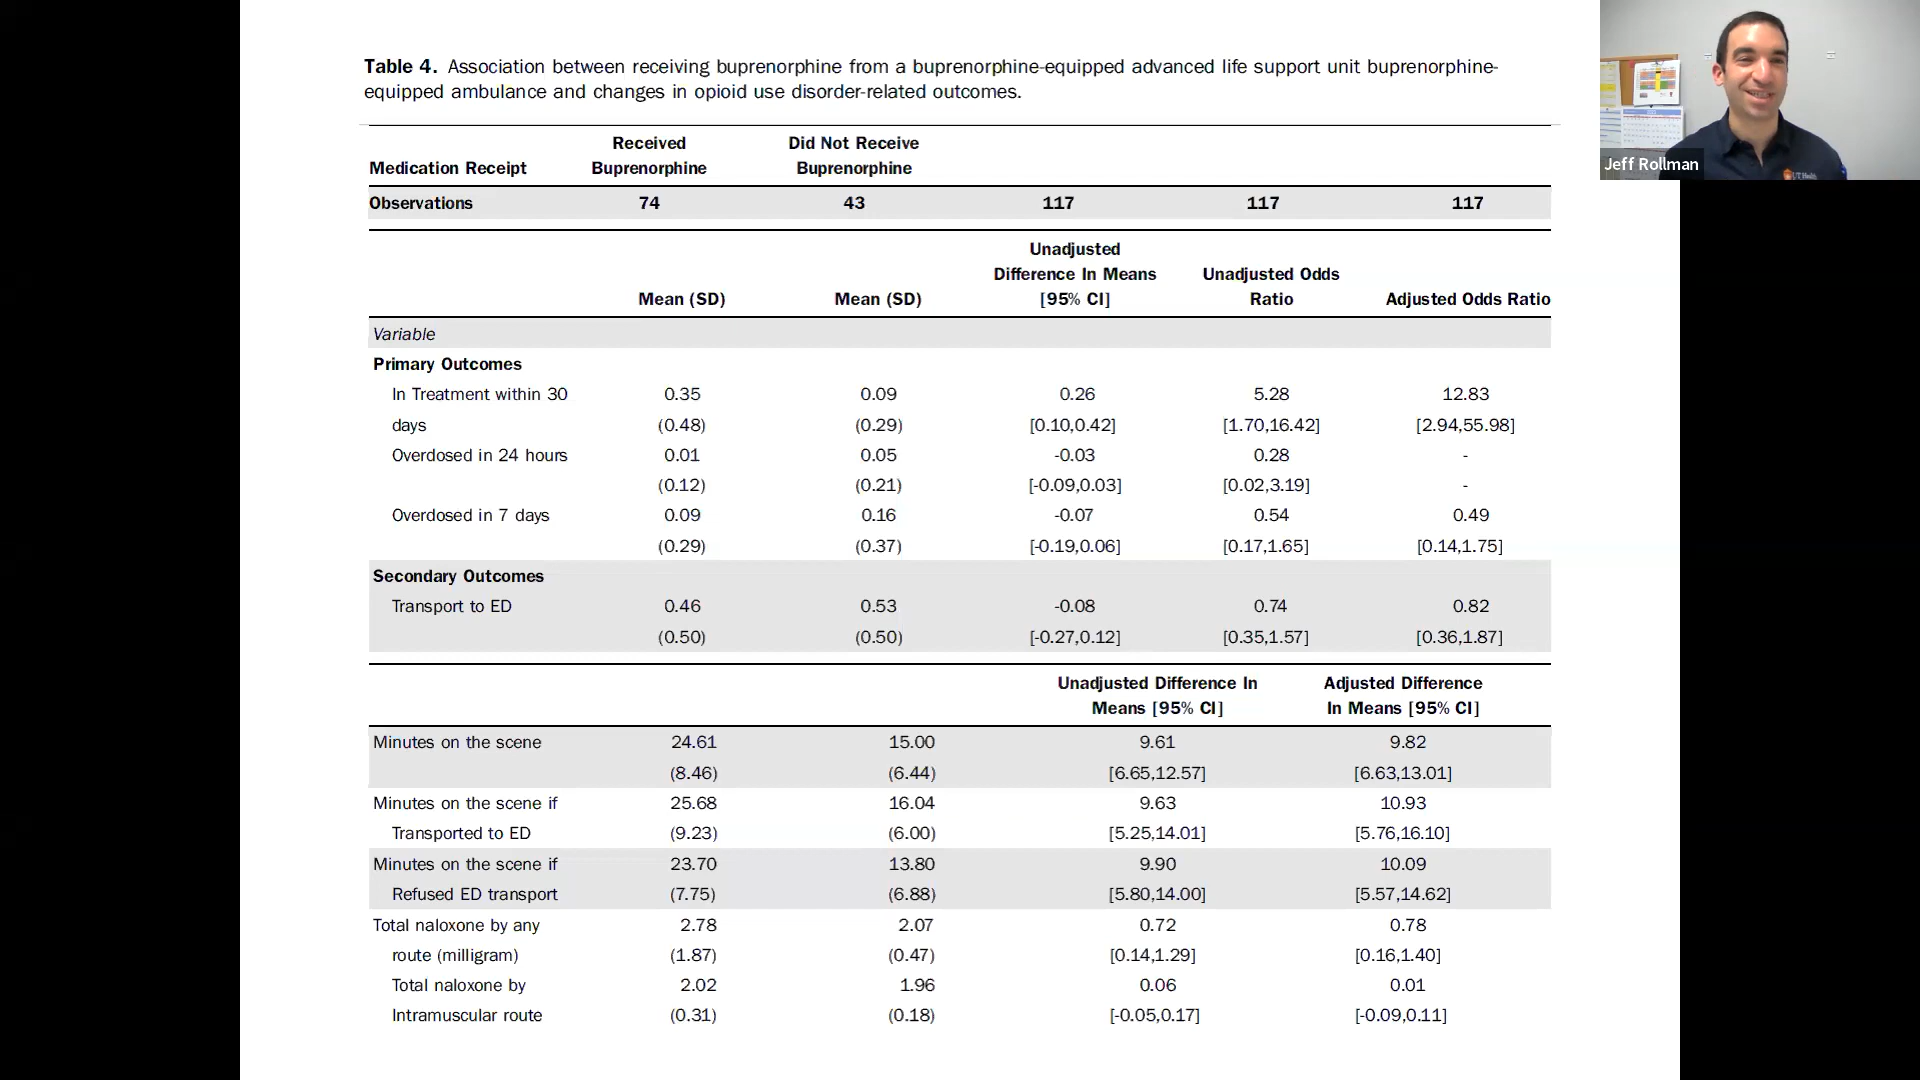 Table 4. Association between receiving buprenorphine from a buprenorphine-equipped advanced life support unit buprenorphine-
equipped ambulance and changes in opioid use disorder-related outcomes.
Received Did Not Receive
Medication Receipt Buprenorphine Buprenorphine
Observations 74 43 117 117 117
Unadjusted
Difference In Means Unadjusted Odds
Mean (SD) Mean (SD) [95% CI] Ratio Adjusted Odds Ratio
Variable
Primary Outcomes
In Treatment within 30 0.35 0.09 0.26 5.28 12.83
days (0.48) (0.29) [0.10,0.42] [1.70,16.42] [2.94,55.98]
Overdosed in 24 hours 0.01 0.05 -0.03 0.28 -
(0.12) (0.21) [-0.09,0.03] [0.02,3.19] -
Overdosed in 7 days 0.09 0.16 -0.07 0.54 0.49
(0.29) (0.37) [-0.19,0.06] [0.17,1.65] [0.14,1.75]
Secondary Outcomes
Transport to ED 0.46 0.53 -0.08 0.74 0.82
(0.50) (0.50) [-0.27,0.12] [0.35,1.57] [0.36,1.87]
Unadjusted Difference In Adjusted Difference
Means [95% CI] In Means [95% CI]
Minutes on the scene 24.61 15.00 9.61 9.82
(8.46) (6.44) [6.65,12.57] [6.63,13.01]
Minutes on the scene if 25.68 16.04 9.63 10.93
Transported to ED (9.23) (6.00) [5.25,14.01] [5.76,16.10]
Minutes on the scene if 23.70 13.80 9.90 10.09
Refused ED transport (7.75) (6.88) [5.80,14.00] [5.57,14.62]
Total naloxone by any 2.78 2.07 0.72 0.78
route (milligram) (1.87) (0.47) [0.14,1.29] [0.16,1.40]
Total naloxone by 2.02 1.96 0.06 0.01
Intramuscular route (0.31) (0.18) [-0.05,0.17] [-0.09,0.11]
Jeff Rollman
UT Health